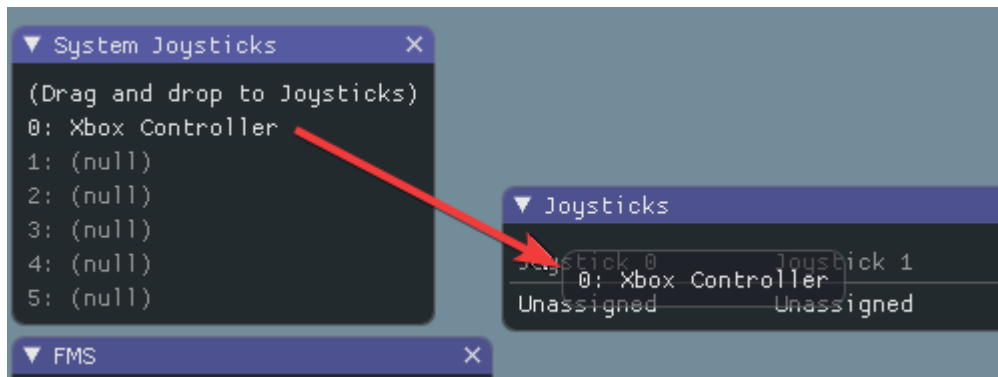 System Joysticks
(Drag and drop to Joysticks)
0: Xbox Controller
1: (null)
2: (null)
3: (null)
4: (null)
5: (null)
Joysticks
Joystick 0 Joystick 1
0: Xbox Controller
Unassigned Unassigned
FMS